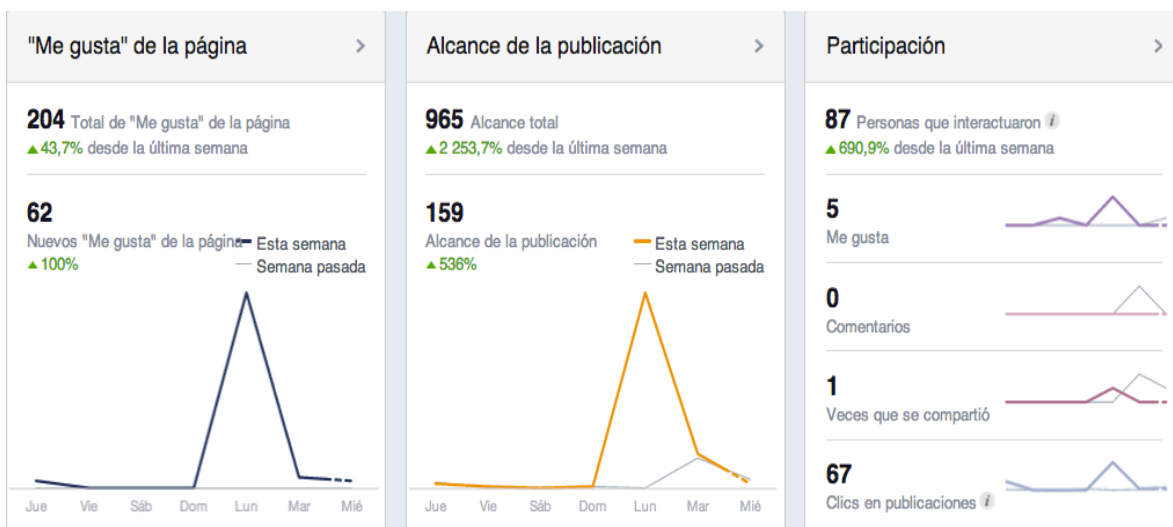 "Me gusta" de la página
204 Total de "Me gusta" de la página
43,7% desde la última semana
62
Nuevos "Me gusta" de la página
100%
Esta semana
Semana pasada
Jue Vie Sáb Dom Lun Mar Mié
Alcance de la publicación
965 Alcance total
2 253,7% desde la última semana
159
Alcance de la publicación
536%
Esta semana
Semana pasada
Jue Vie Sáb Dom Lun Mar Mié
Participación
87 Personas que interactuaron i
690,9% desde la última semana
5
Me gusta
0
Comentarios
1
Veces que se compartió
67
Clics en publicaciones i